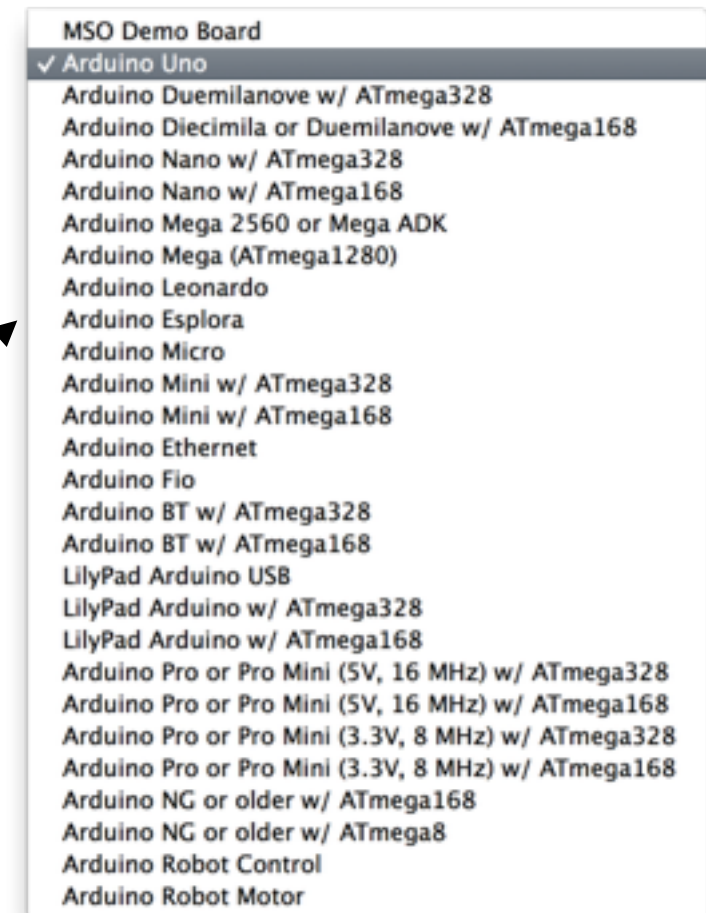 MSO Demo Board
✓ Arduino Uno
Arduino Duemilanove w/ ATmega328
Arduino Diecimila or Duemilanove w/ ATmega168
Arduino Nano w/ ATmega328
Arduino Nano w/ ATmega168
Arduino Mega 2560 or Mega ADK
Arduino Mega (ATmega1280)
Arduino Leonardo
Arduino Esplora
Arduino Micro
Arduino Mini w/ ATmega328
Arduino Mini w/ ATmega168
Arduino Ethernet
Arduino Fio
Arduino BT w/ ATmega328
Arduino BT w/ ATmega168
LilyPad Arduino USB
LilyPad Arduino w/ ATmega328
LilyPad Arduino w/ ATmega168
Arduino Pro or Pro Mini (5V, 16 MHz) w/ ATmega328
Arduino Pro or Pro Mini (5V, 16 MHz) w/ ATmega168
Arduino Pro or Pro Mini (3.3V, 8 MHz) w/ ATmega328
Arduino Pro or Pro Mini (3.3V, 8 MHz) w/ ATmega168
Arduino NG or older w/ ATmega168
Arduino NG or older w/ ATmega8
Arduino Robot Control
Arduino Robot Motor